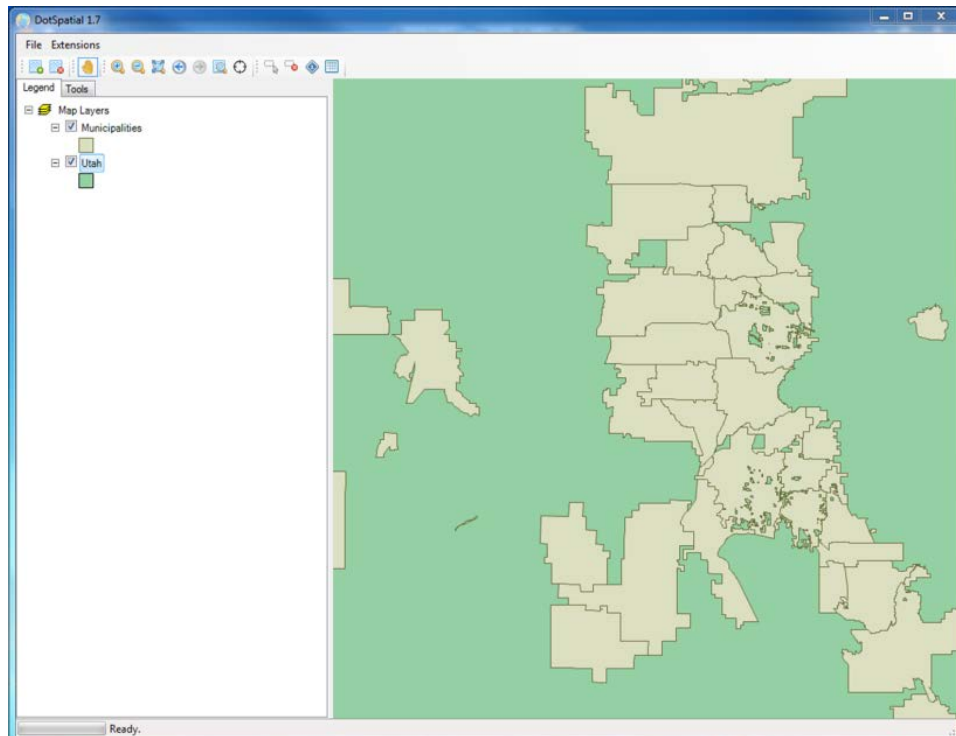 DotSpatial 1.7
File Extensions
Legend Tools
Map Layers
Municipalities
Utah
Ready.